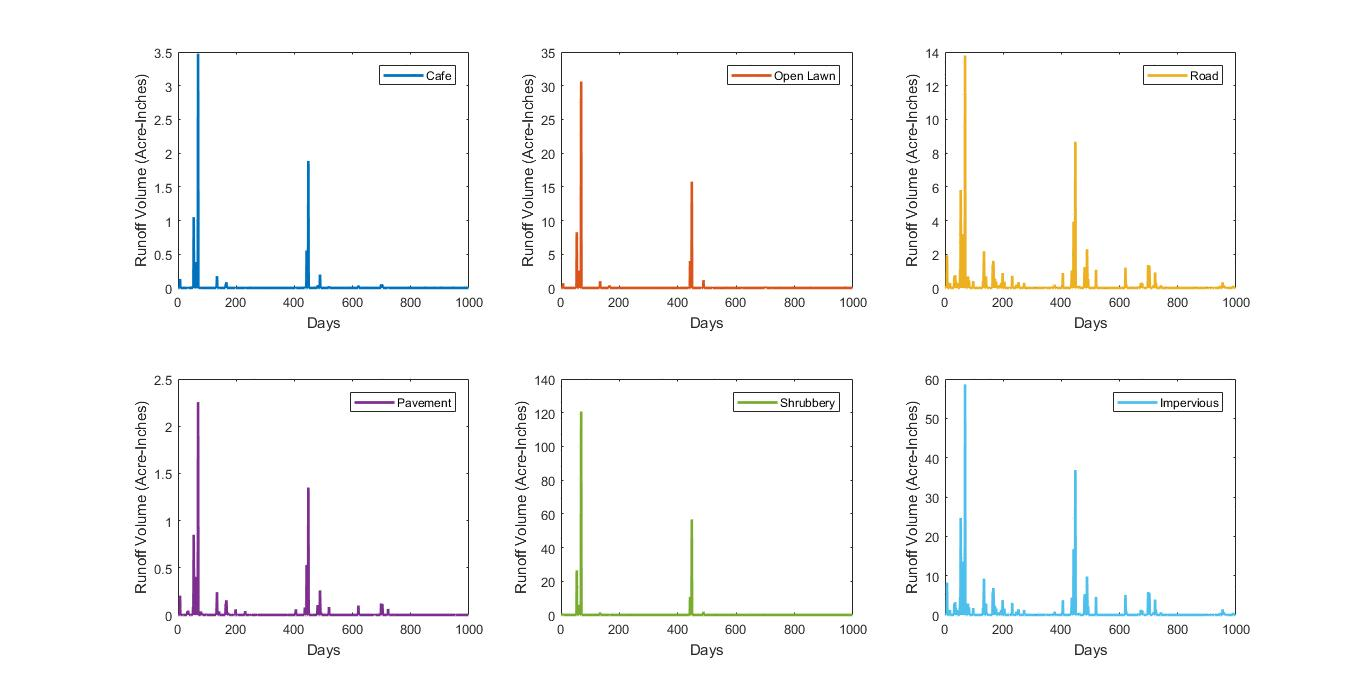 3.5
3
2.5
2
1.5
1
0.5
0
Runoff Volume (Acre-Inches)
Cafe
0 200 400 600 800 1000
Days
35
30
25
20
15
10
5
0
Runoff Volume (Acre-Inches)
Open Lawn
0 200 400 600 800 1000
Days
14
12
10
8
6
4
2
0
Runoff Volume (Acre-Inches)
Road
0 200 400 600 800 1000
Days
2.5
2
1.5
1
0.5
0
Runoff Volume (Acre-Inches)
Pavement
0 200 400 600 800 1000
Days
140
120
100
80
60
40
20
0
Runoff Volume (Acre-Inches)
Shrubbery
0 200 400 600 800 1000
Days
60
50
40
30
20
10
0
Runoff Volume (Acre-Inches)
Impervious
0 200 400 600 800 1000
Days